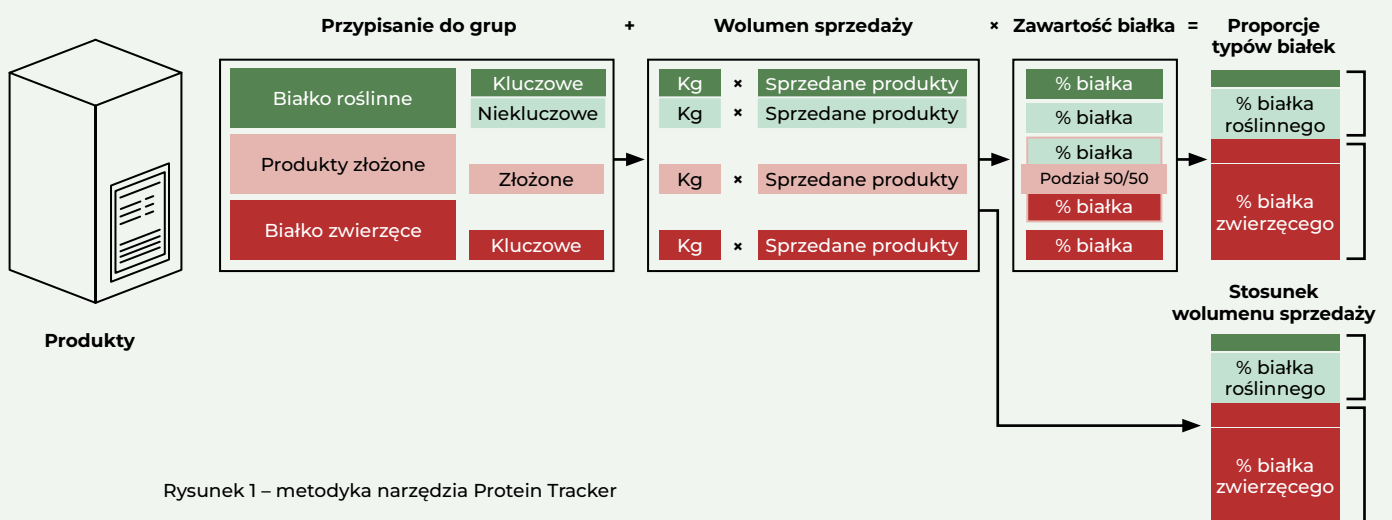 Przypisanie do grup + Wolumen sprzedaży × Zawartość białka = Proporcje
typów białek
Białko roślinne
Kluczowe
Niekluczowe
Produkty złożone
Złożone
Białko zwierzęce
Kluczowe
Kg × Sprzedane produkty
Kg × Sprzedane produkty
Kg × Sprzedane produkty
Kg × Sprzedane produkty
% białka
% białka
% białka
Podział 50/50
% białka
% białka
% białka
roślinnego
% białka
zwierzęcego
Produkty
Stosunek
wolumenu sprzedaży
% białka
roślinnego
% białka
zwierzęcego
Rysunek 1 – metodyka narzędzia Protein Tracker